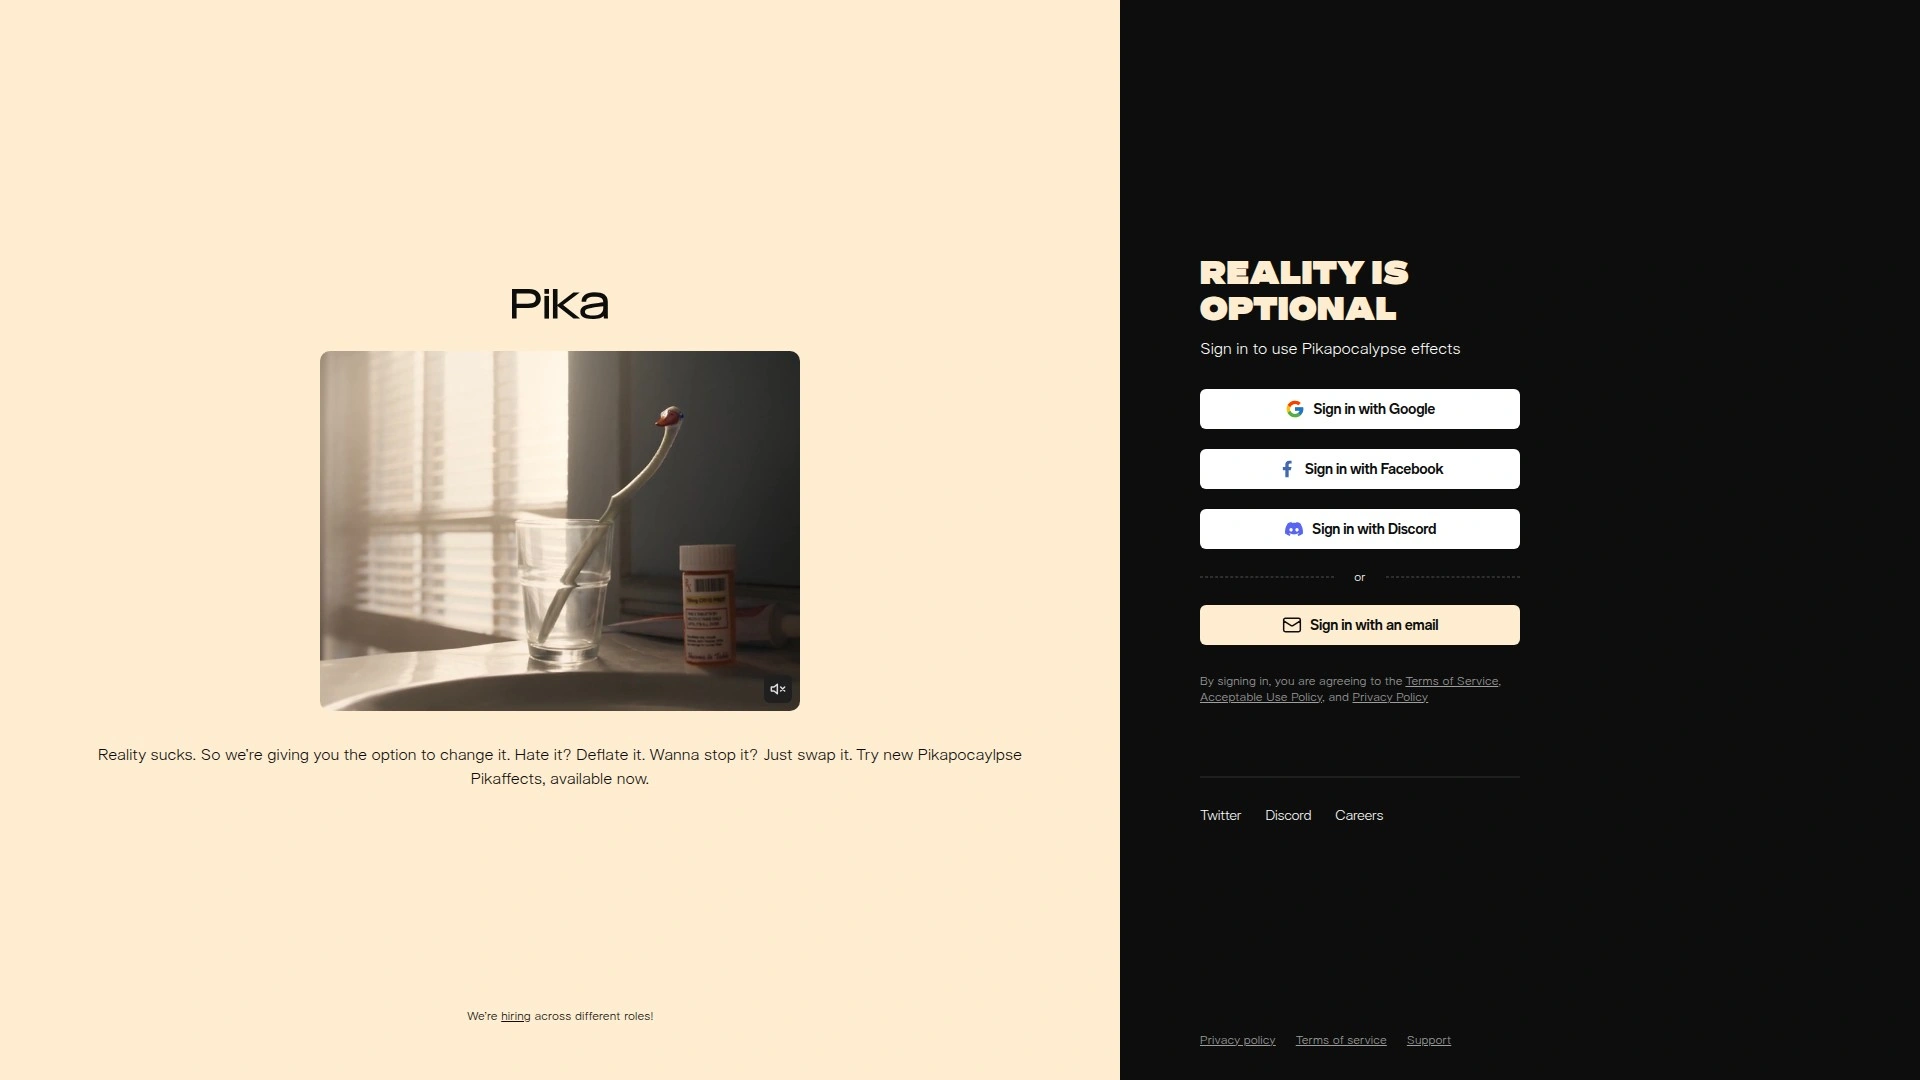 Pika
Reality sucks. So we're giving you the option to change it. Hate it? Deflate it. Wanna stop it? Just swap it. Try new Pikapocaylpse
Pikaffects, available now.
We're hiring across different roles!
REALITY IS
OPTIONAL
Sign in to use Pikapocalypse effects
Sign in with Google
Sign in with Facebook
Sign in with Discord
or
Sign in with an email
By signing in, you are agreeing to the Terms of Service,
Acceptable Use Policy, and Privacy Policy
Twitter Discord Careers
Privacy policy Terms of service Support